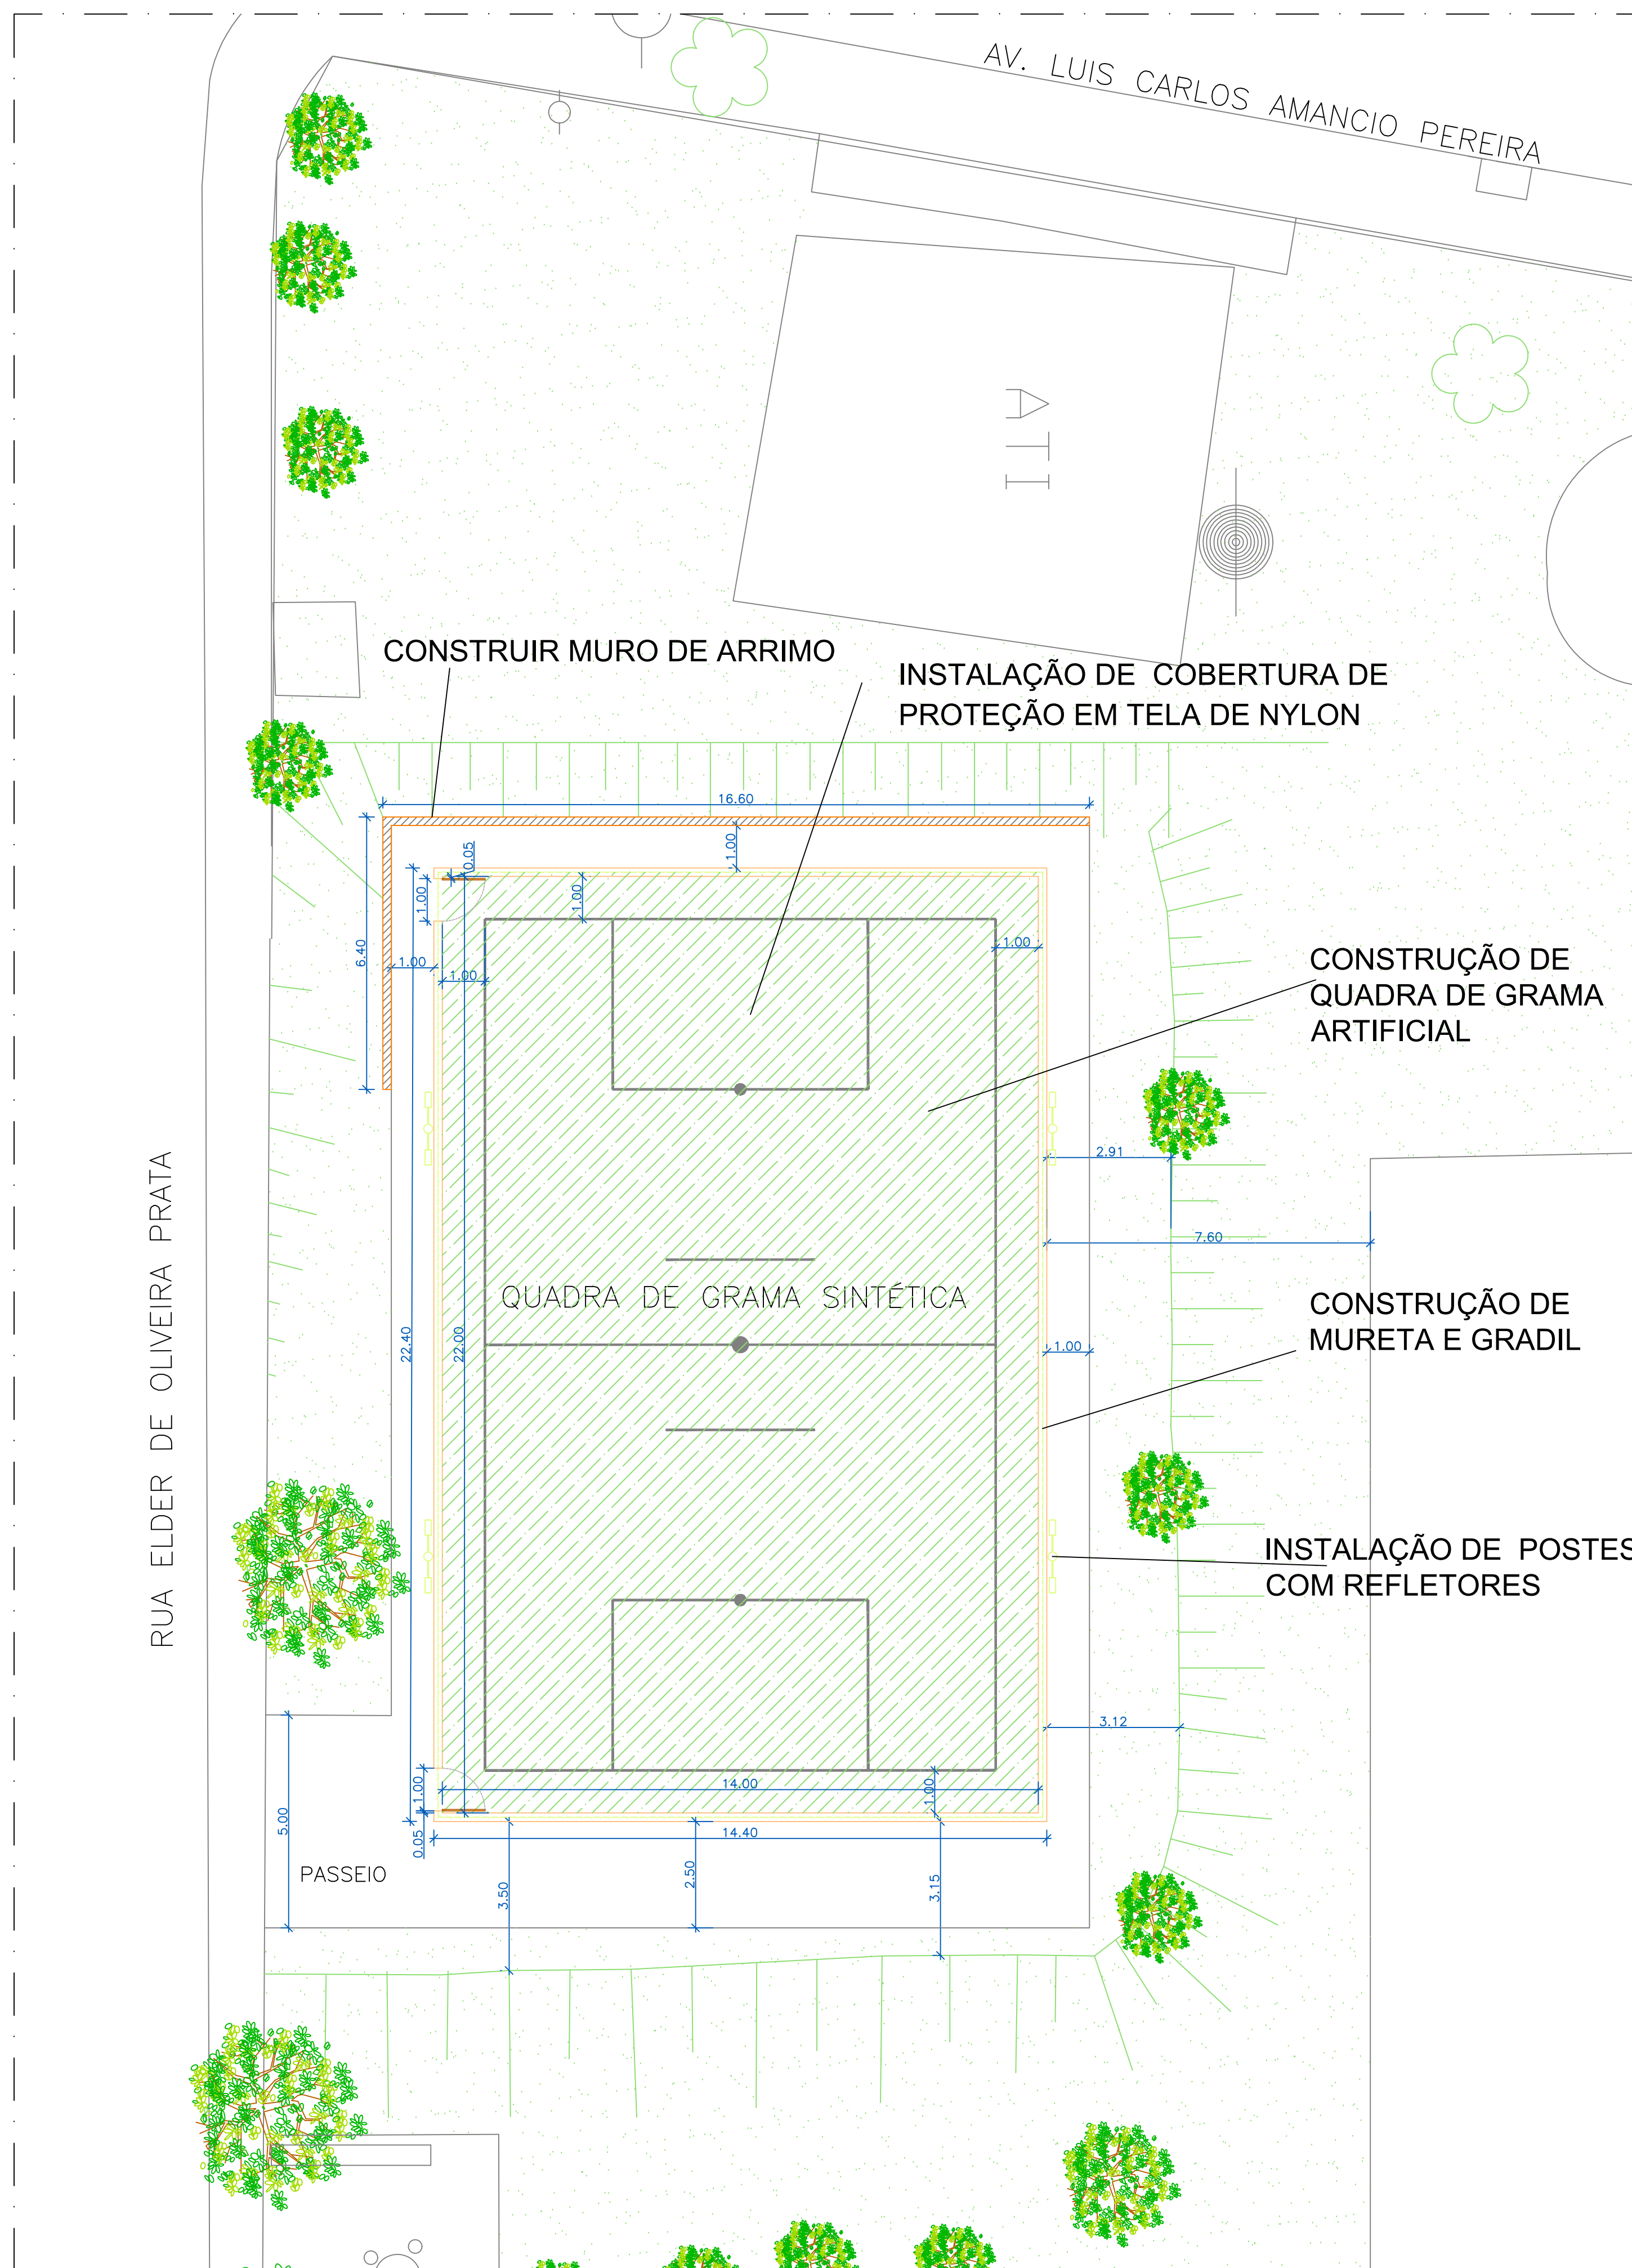 AV. LUIS CARLOS AMANCIO PEREIRA
ATI
CONSTRUIR MURO DE ARRIMO
INSTALAÇÃO DE COBERTURA DE
PROTEÇÃO EM TELA DE NYLON
16.60
1.00
0.05
1.00
1.00
6.40
1.00
1.00
1.00
CONSTRUÇÃO DE
QUADRA DE GRAMA
ARTIFICIAL
2.91
7.60
RUA ELDER DE OLIVEIRA PRATA
QUADRA DE GRAMA SINTÉTICA
22.40
22.00
1.00
CONSTRUÇÃO DE
MURETA E GRADIL
INSTALAÇÃO DE POSTES
COM REFLETORES
3.12
1.00
14.00
1.00
5.00
0.05
14.40
PASSEIO
3.50
2.50
3.15